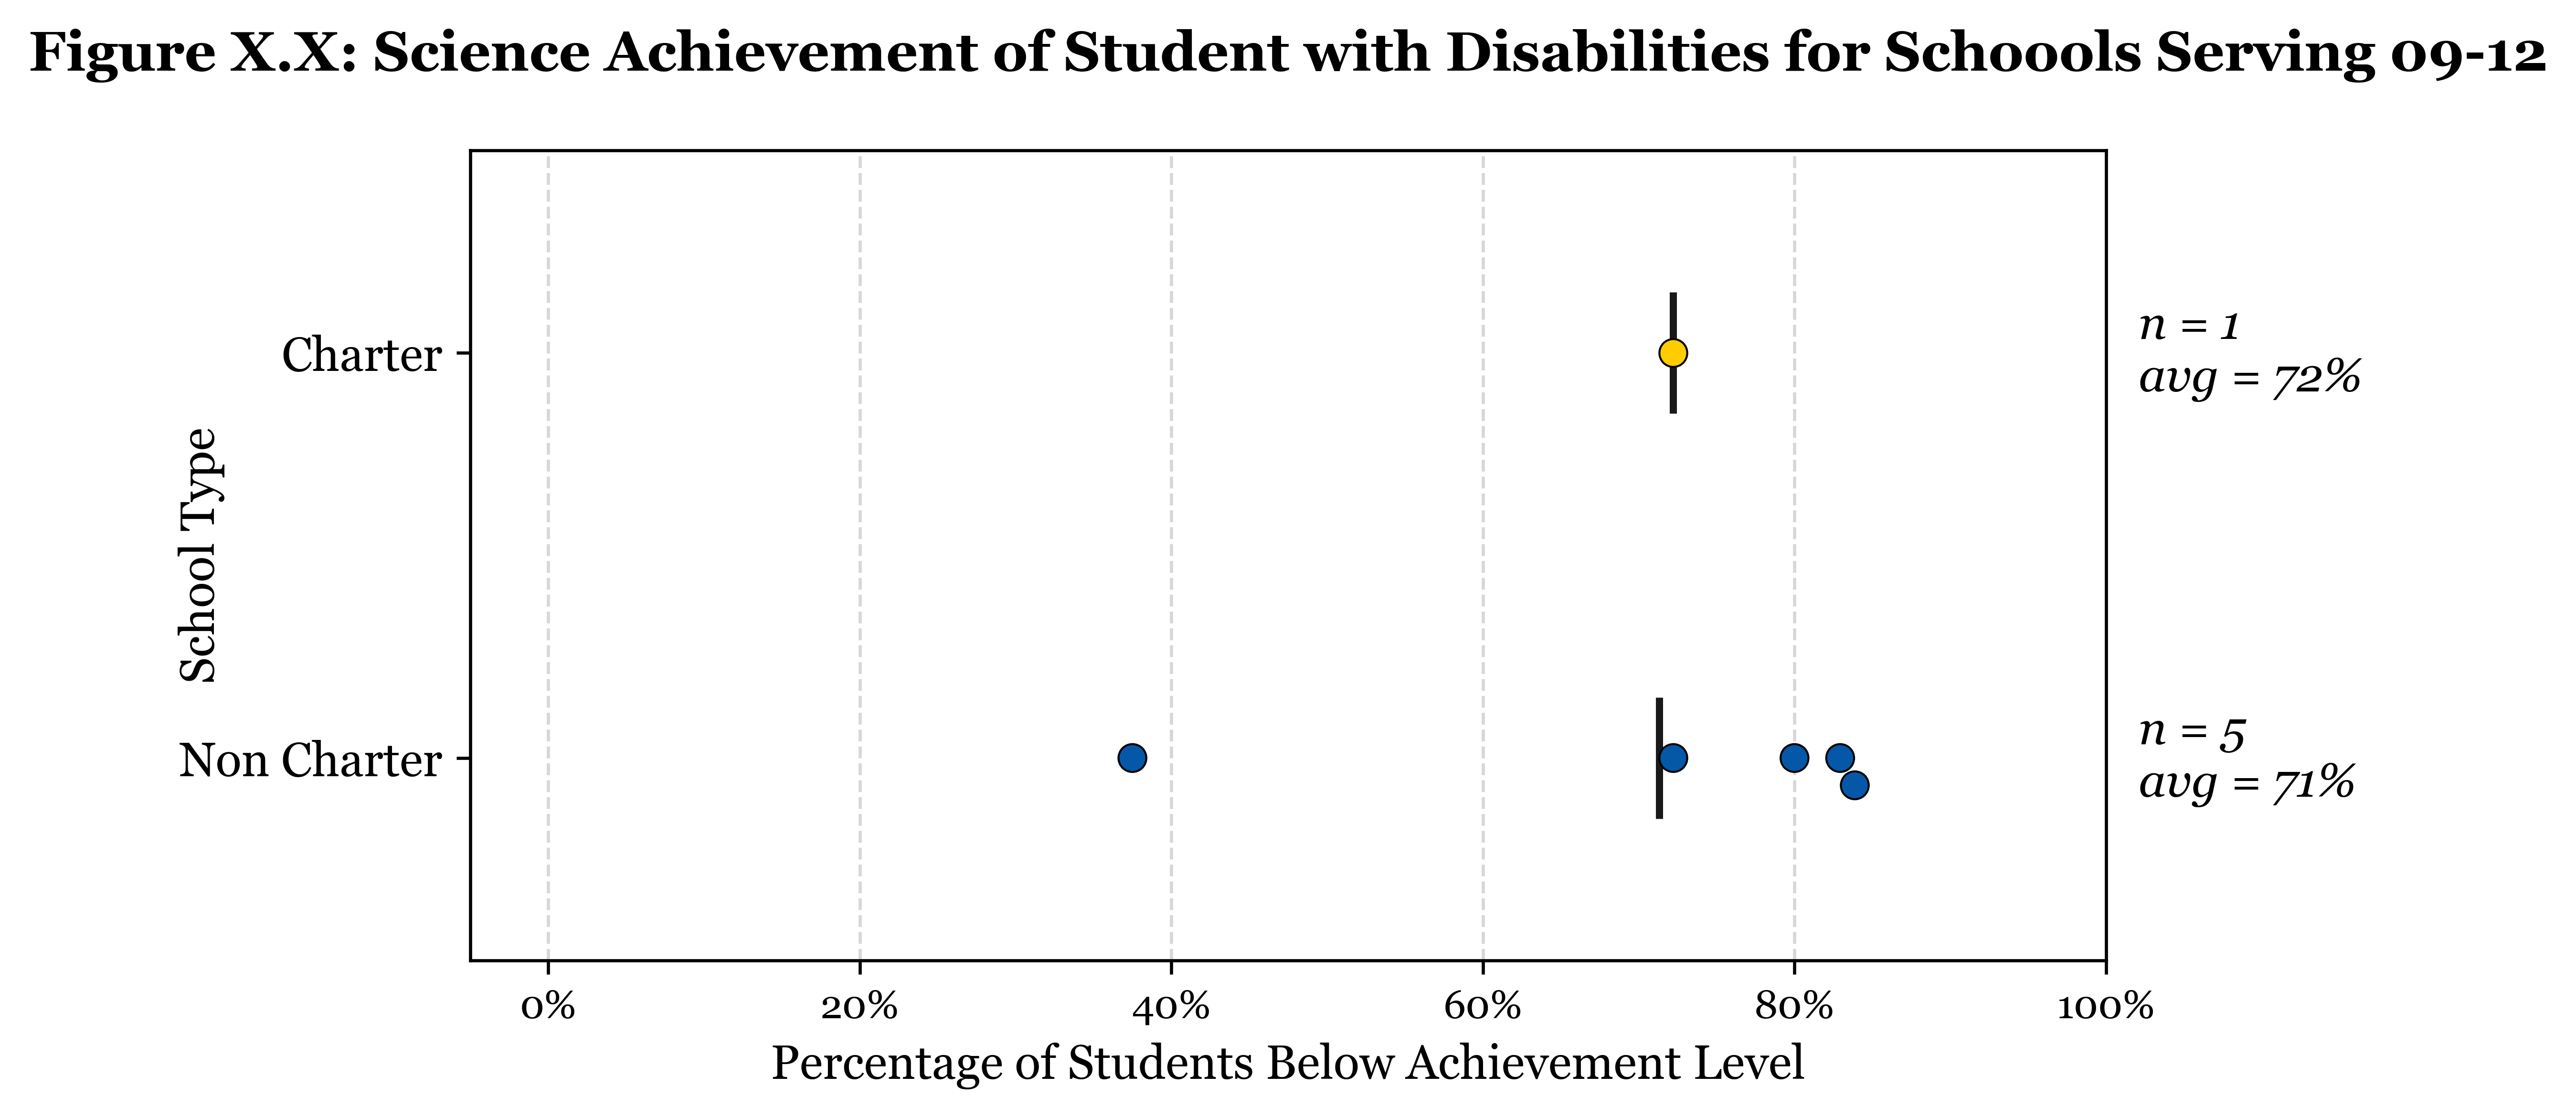 Figure X.X: Science Achievement of Student with Disabilities for Schoools Serving 09-12
Charter
n = 1
avg = 72%
School Type
Non Charter
n = 5
avg = 71%
0% 20% 40% 60% 80% 100%
Percentage of Students Below Achievement Level